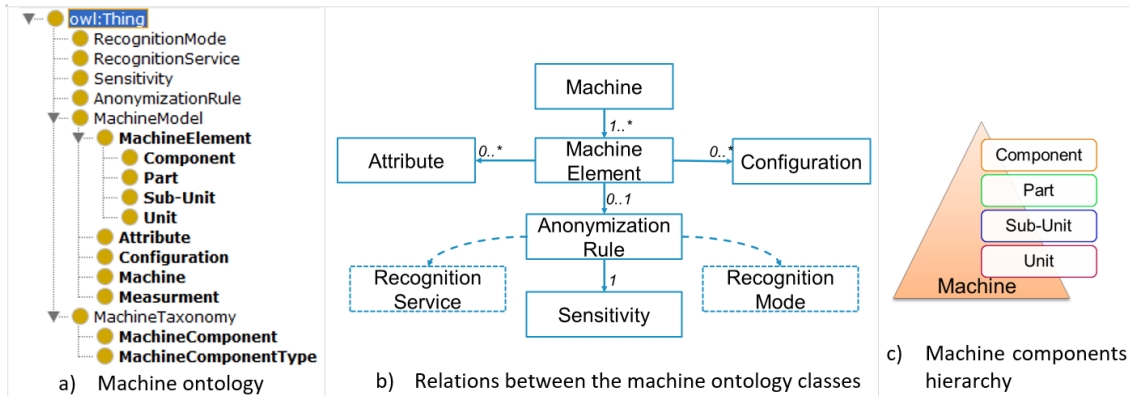 owl:Thing
RecognitionMode
RecognitionService
Sensitivity
AnonymizationRule
MachineModel
MachineElement
Component
Part
Sub-Unit
Unit
Attribute
Configuration
Machine
Measurment
MachineTaxonomy
MachineComponent
MachineComponentType
a) Machine ontology
Machine
1..*
Attribute
0..*
Machine
Element
0..*
Configuration
0..1
Anonymization
Rule
Recognition
Service
1
Recognition
Mode
Sensitivity
b) Relations between the machine ontology classes
Component
Part
Sub-Unit
Unit
Machine
c) Machine components
hierarchy